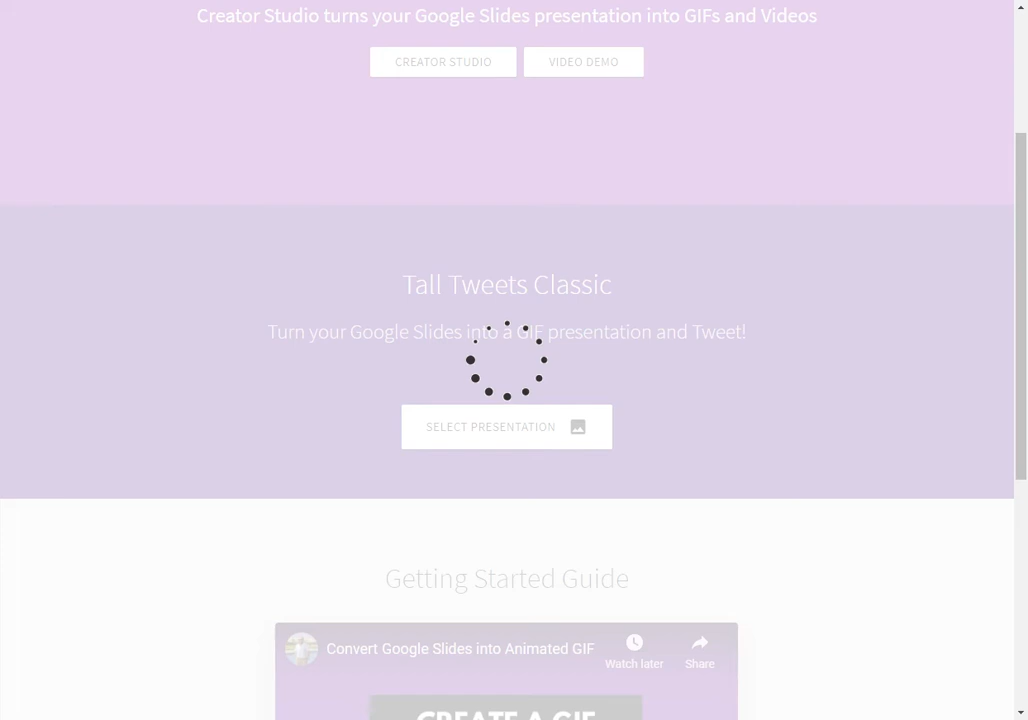 Creator Studio turns your Google Slides presentation into GIFs and Videos
CREATOR STUDIO
VIDEO DEMO
Tall Tweets Classic
Turn your Google Slides into a GIF presentation and Tweet!
SELECT PRESENTATION
Getting Started Guide
Convert Google Slides into Animated GIF
Watch later
Share
CREATE A GIF